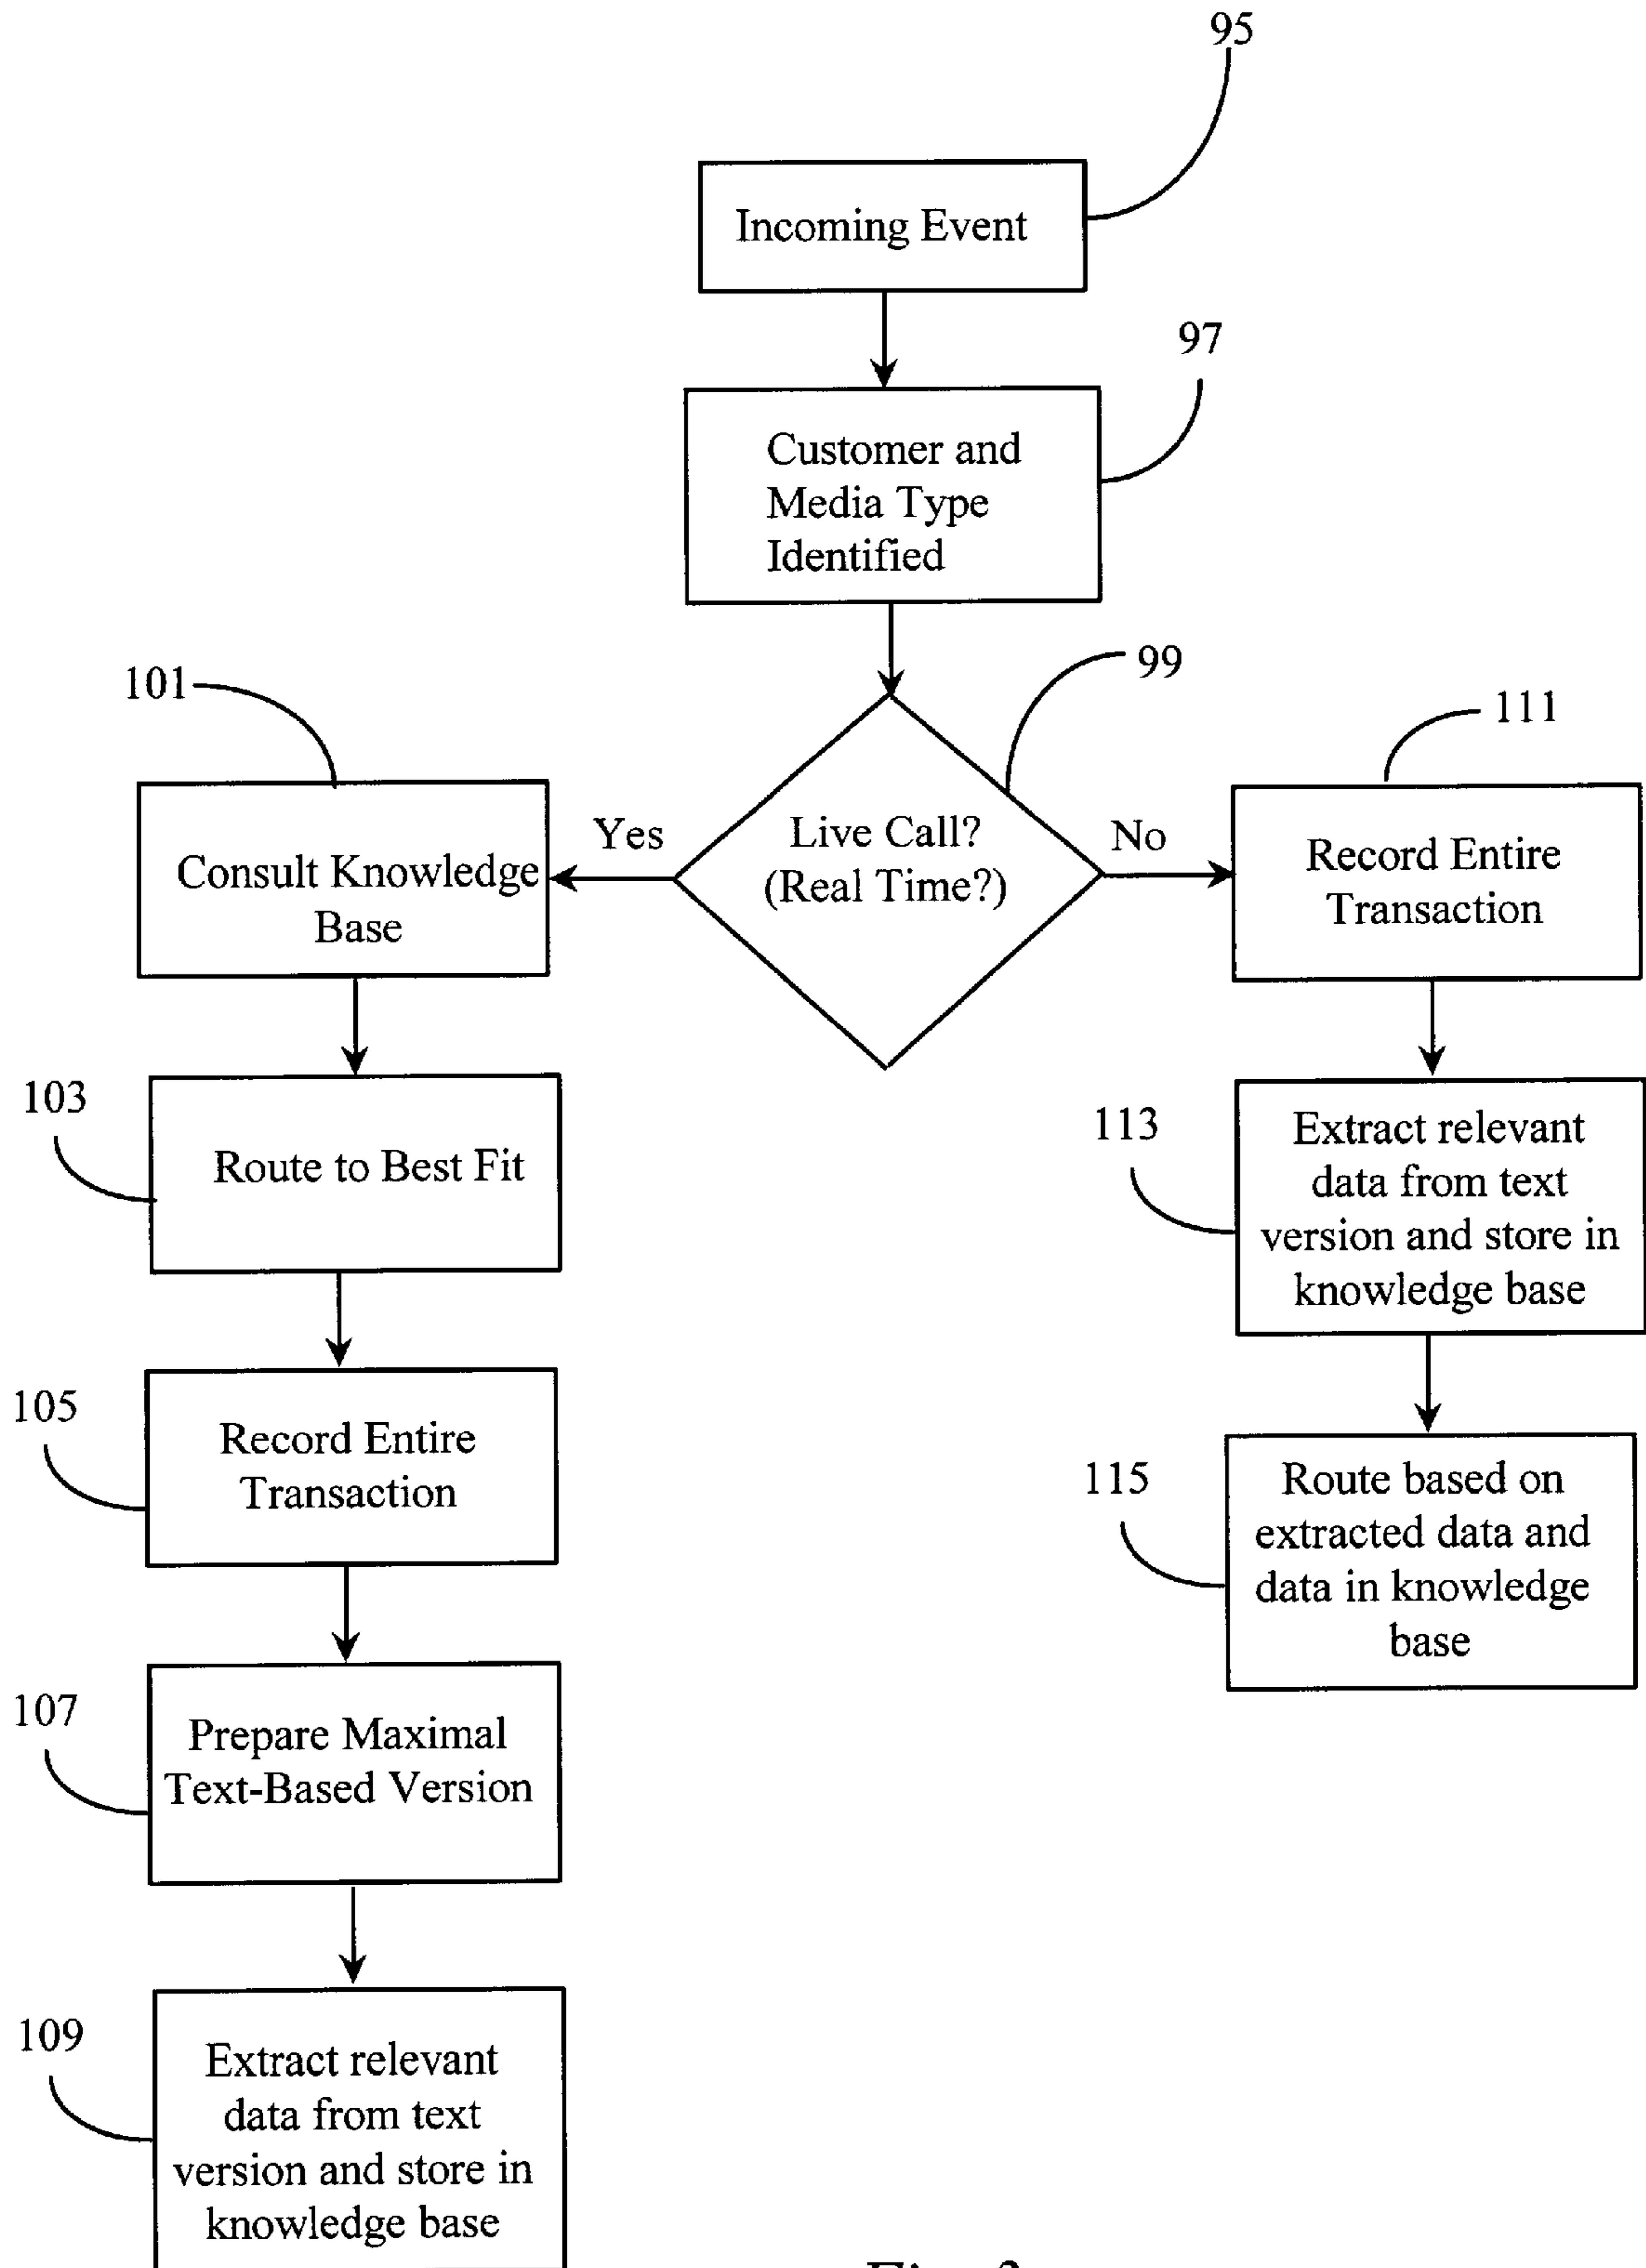 95
Incoming Event
97
Customer and
Media Type
Identified
99
101
111
Live Call?
(Real Time?)
Yes
No
Consult Knowledge
Base
Record Entire
Transaction
103
Route to Best Fit
113
Extract relevant
data from text
version and store in
knowledge base
105
Record Entire
Transaction
115
Route based on
extracted data and
data in knowledge
base
107
Prepare Maximal
Text-Based Version
109
Extract relevant
data from text
version and store in
knowledge base